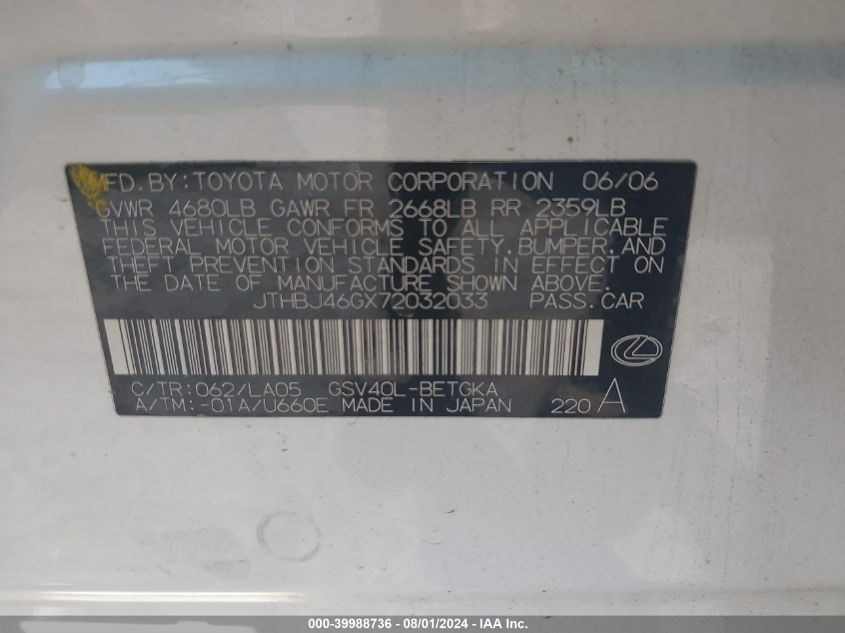 MFD. BY: TOYOTA MOTOR CORPORATION 06/06
GVWR 4680LB GAWR FR 2668LB RR 2359LB
THIS VEHICLE CONFORMS TO ALL APPLICABLE
FEDERAL MOTOR VEHICLE SAFETY, BUMPER, AND
THEFT PREVENTION STANDARDS IN EFFECT ON
THE DATE OF MANUFACTURE SHOWN ABOVE.
JTHBJ46GX72032033 PASS.CAR
C/TR:062/LA05 GSV40L-BETGKA
A/TM:-01A/U660E MADE IN JAPAN 220 A
000-39988736 - 08/01/2024 - IAA Inc.